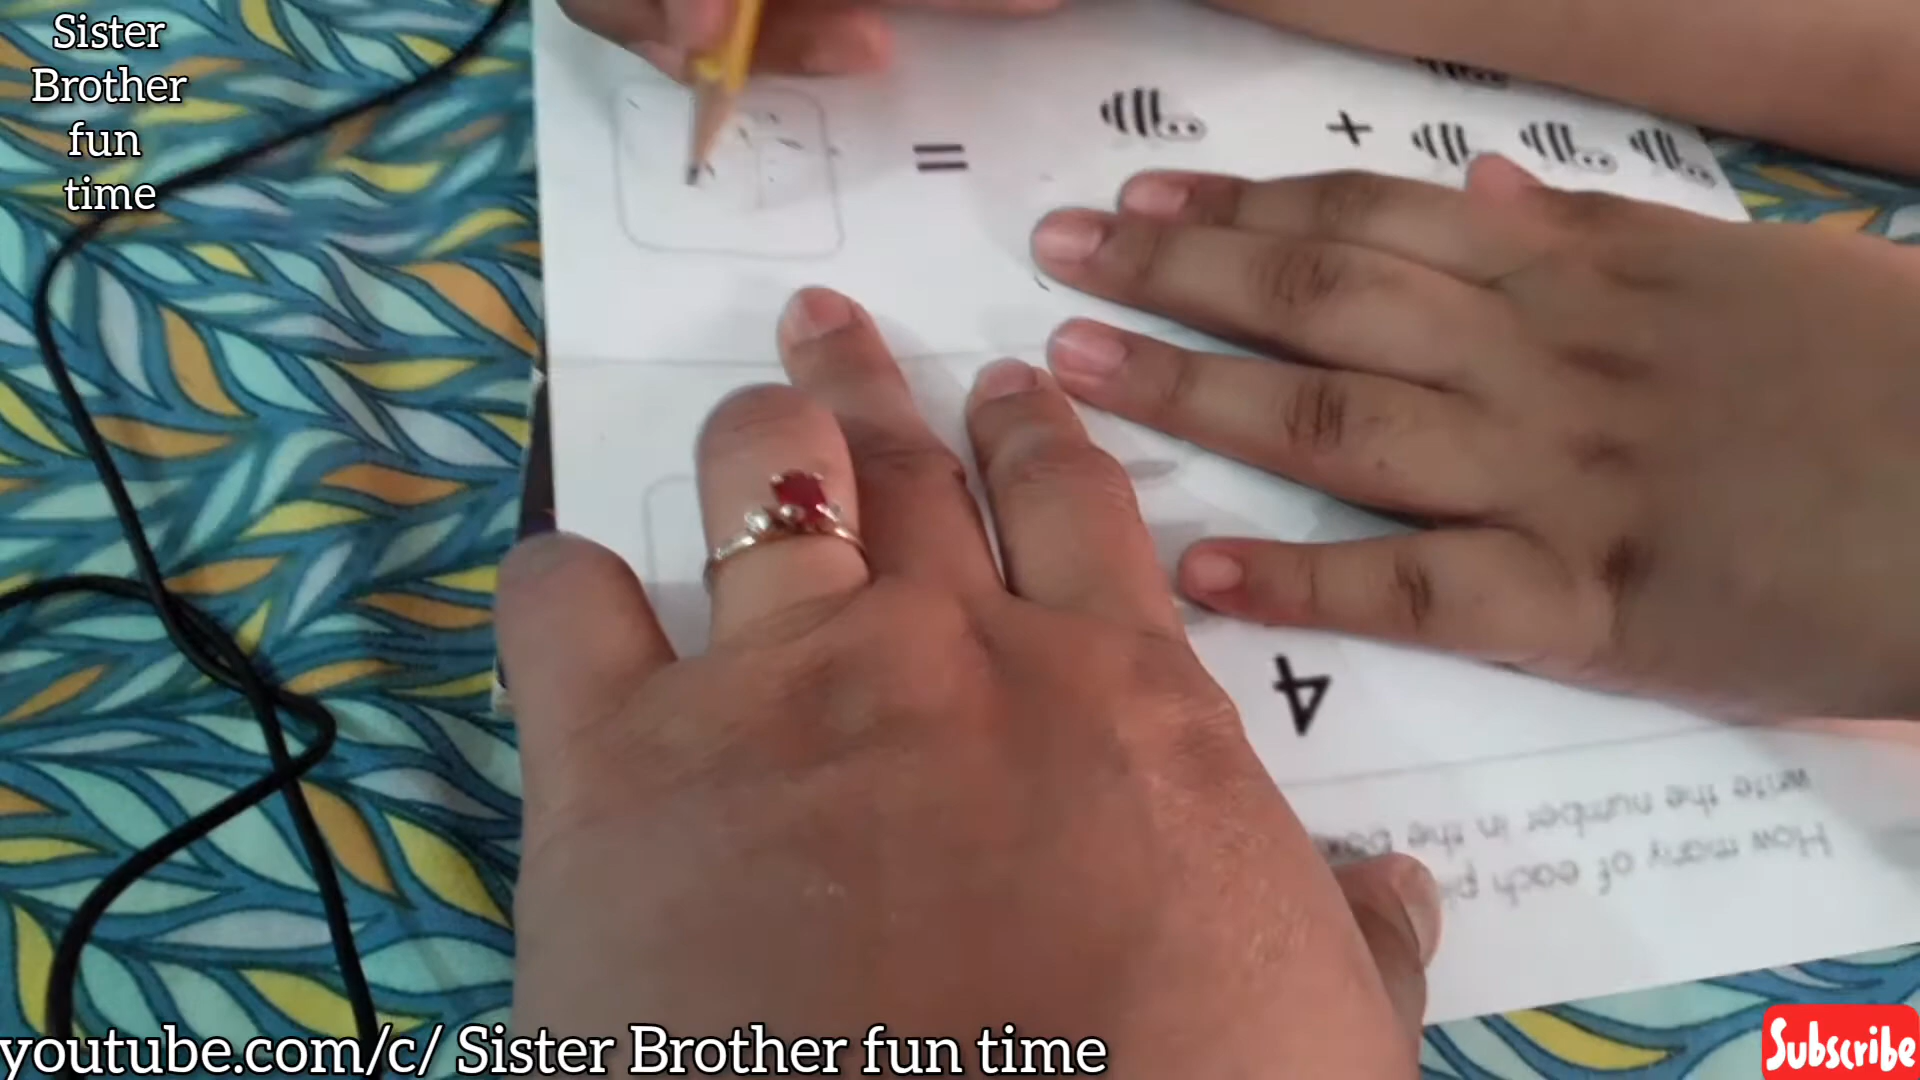 Sister
Brother
fun
time
= +
4
How many of each
write the number in the
youtube.com/c/ Sister Brother fun time
Subscribe